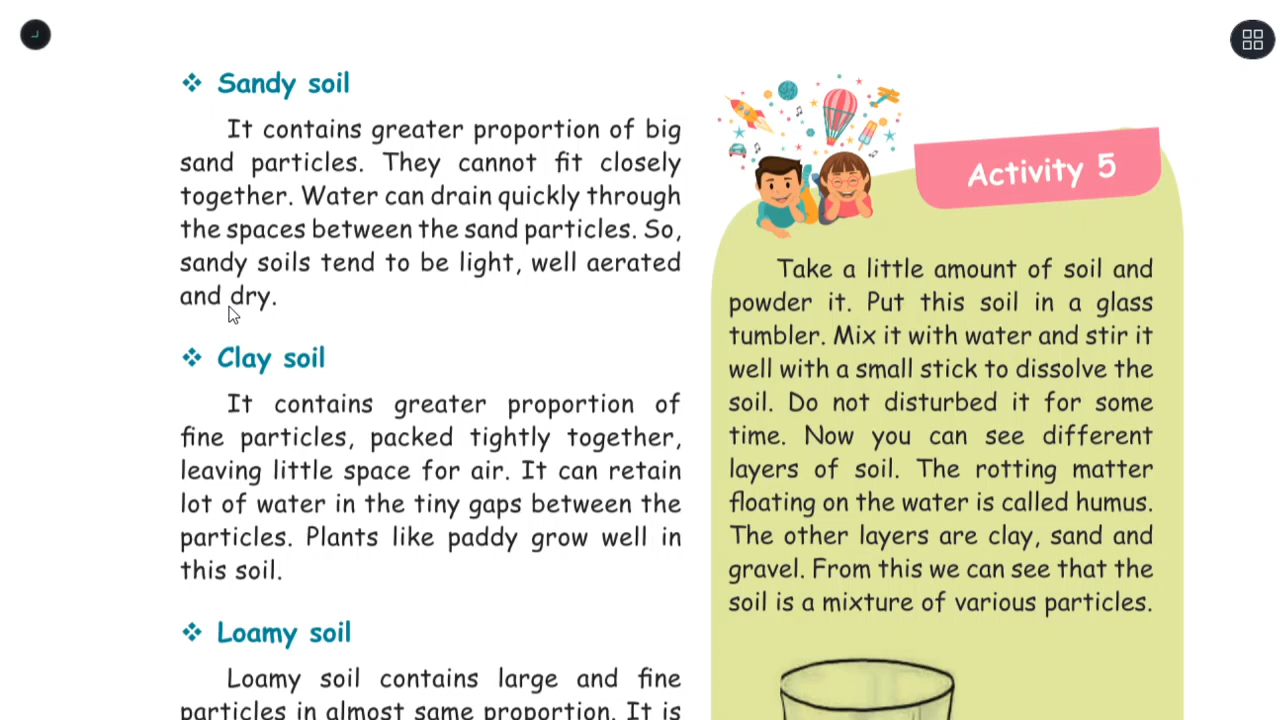 ❖ Sandy soil
It contains greater proportion of big
sand particles. They cannot fit closely
together. Water can drain quickly through
the spaces between the sand particles. So,
sandy soils tend to be light, well aerated
and dry.
❖ Clay soil
It contains greater proportion of
fine particles, packed tightly together,
leaving little space for air. It can retain
lot of water in the tiny gaps between the
particles. Plants like paddy grow well in
this soil.
❖ Loamy soil
Loamy soil contains large and fine
particles in almost same proportion. It is
Activity 5
Take a little amount of soil and
powder it. Put this soil in a glass
tumbler. Mix it with water and stir it
well with a small stick to dissolve the
soil. Do not disturbed it for some
time. Now you can see different
layers of soil. The rotting matter
floating on the water is called humus.
The other layers are clay, sand and
gravel. From this we can see that the
soil is a mixture of various particles.